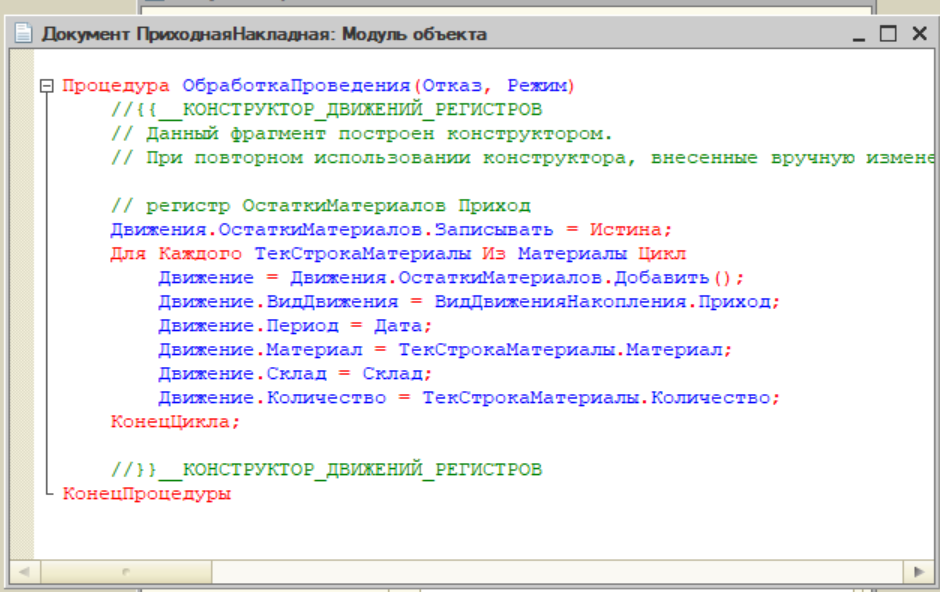 Документ ПриходнаяНакладная: Модуль объекта
Процедура ОбработкаПроведения(Отказ, Режим)
//{{__КОНСТРУКТОР_ДВИЖЕНИЙ_РЕГИСТРОВ
// Данный фрагмент построен конструктором.
// При повторном использовании конструктора, внесенные вручную измене
// регистр ОстаткиМатериалов Приход
Движения.ОстаткиМатериалов.Записывать = Истина;
Для Каждого ТекСтрокаМатериалы Из Материалы Цикл
Движение = Движения.ОстаткиМатериалов.Добавить();
Движение.ВидДвижения = ВидДвиженияНакопления.Приход;
Движение.Период = Дата;
Движение.Материал = ТекСтрокаМатериалы.Материал;
Движение.Склад = Склад;
Движение.Количество = ТекСтрокаМатериалы.Количество;
КонецЦикла;
//}}__КОНСТРУКТОР_ДВИЖЕНИЙ_РЕГИСТРОВ
КонецПроцедуры